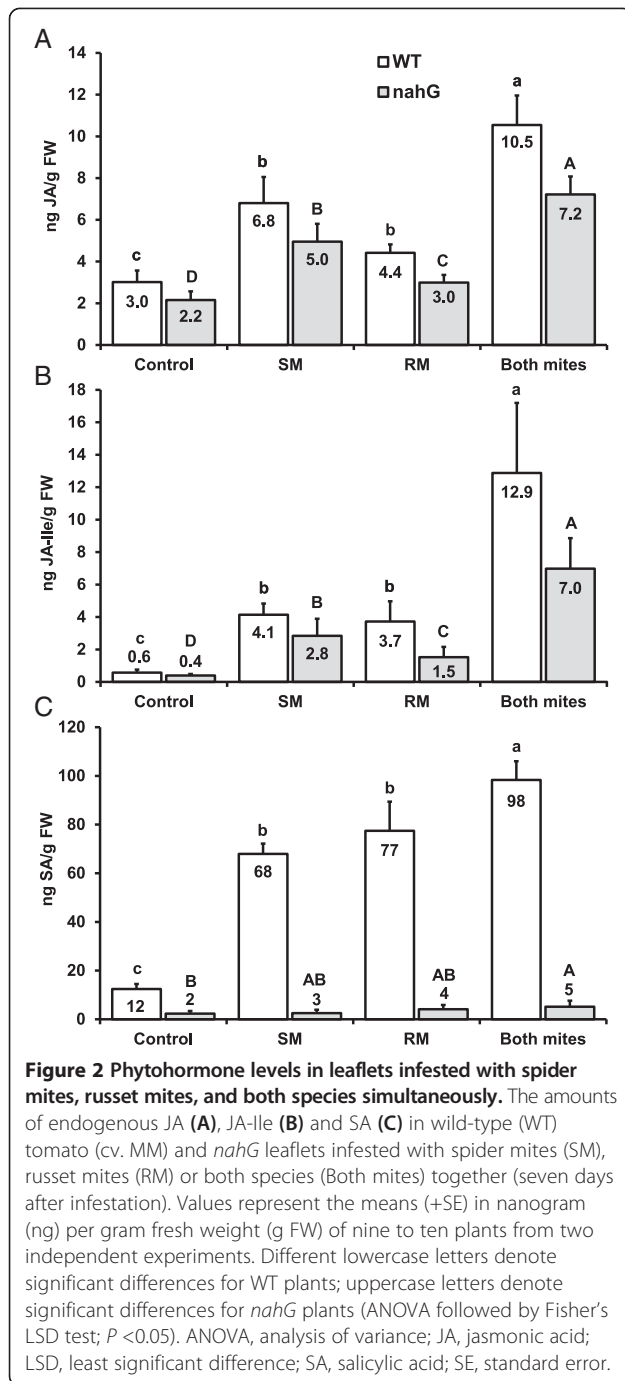 A
WT
nahG
ng JA/g FW
14
12
10
8
6
4
2
0
c
3.0
D
2.2
b
6.8
B
5.0
b
4.4
C
3.0
a
10.5
A
7.2
Control SM RM Both mites
B
ng JA-Ile/g FW
18
16
14
12
10
8
6
4
2
0
c
0.6
D
0.4
b
4.1
B
2.8
b
3.7
C
1.5
a
12.9
A
7.0
Control SM RM Both mites
C
ng SA/g FW
120
100
80
60
40
20
0
c
12
B
2
b
68
AB
3
b
77
AB
4
a
98
A
5
Control SM RM Both mites
Figure 2 Phytohormone levels in leaflets infested with spider
mites, russet mites, and both species simultaneously. The amounts
of endogenous JA (A), JA-Ile (B) and SA (C) in wild-type (WT)
tomato (cv. MM) and nahG leaflets infested with spider mites (SM),
russet mites (RM) or both species (Both mites) together (seven days
after infestation). Values represent the means (+SE) in nanogram
(ng) per gram fresh weight (g FW) of nine to ten plants from two
independent experiments. Different lowercase letters denote
significant differences for WT plants; uppercase letters denote
significant differences for nahG plants (ANOVA followed by Fisher's
LSD test; P <0.05). ANOVA, analysis of variance; JA, jasmonic acid;
LSD, least significant difference; SA, salicylic acid; SE, standard error.